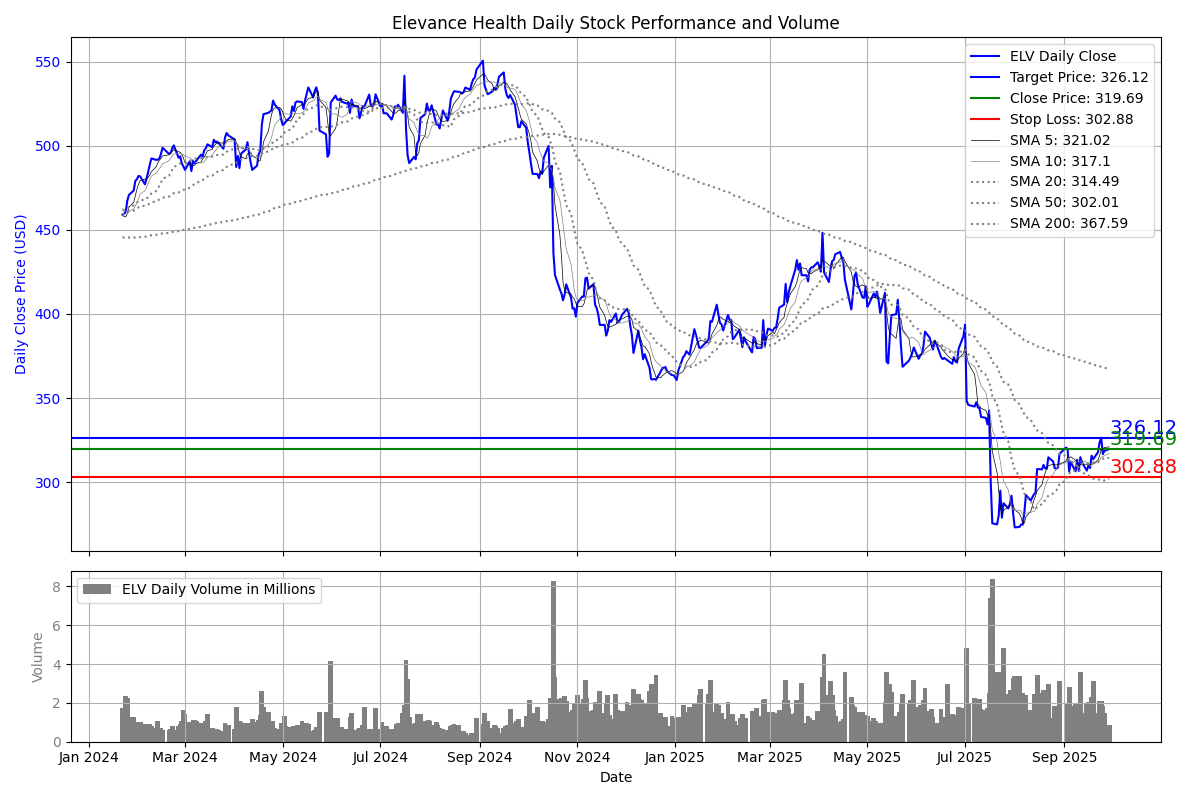 Elevance Health Daily Stock Performance and Volume
Daily Close Price (USD)
550
500
450
400
350
300
ELV Daily Close
Target Price: 326.12
Close Price: 319.69
Stop Loss: 302.88
SMA 5: 321.02
SMA 10: 317.1
SMA 20: 314.49
SMA 50: 302.01
SMA 200: 367.59
326.12
319.69
302.88
ELV Daily Volume in Millions
Volume
8
6
4
2
0
Jan 2024 Mar 2024 May 2024 Jul 2024 Sep 2024 Nov 2024 Jan 2025 Mar 2025 May 2025 Jul 2025 Sep 2025
Date